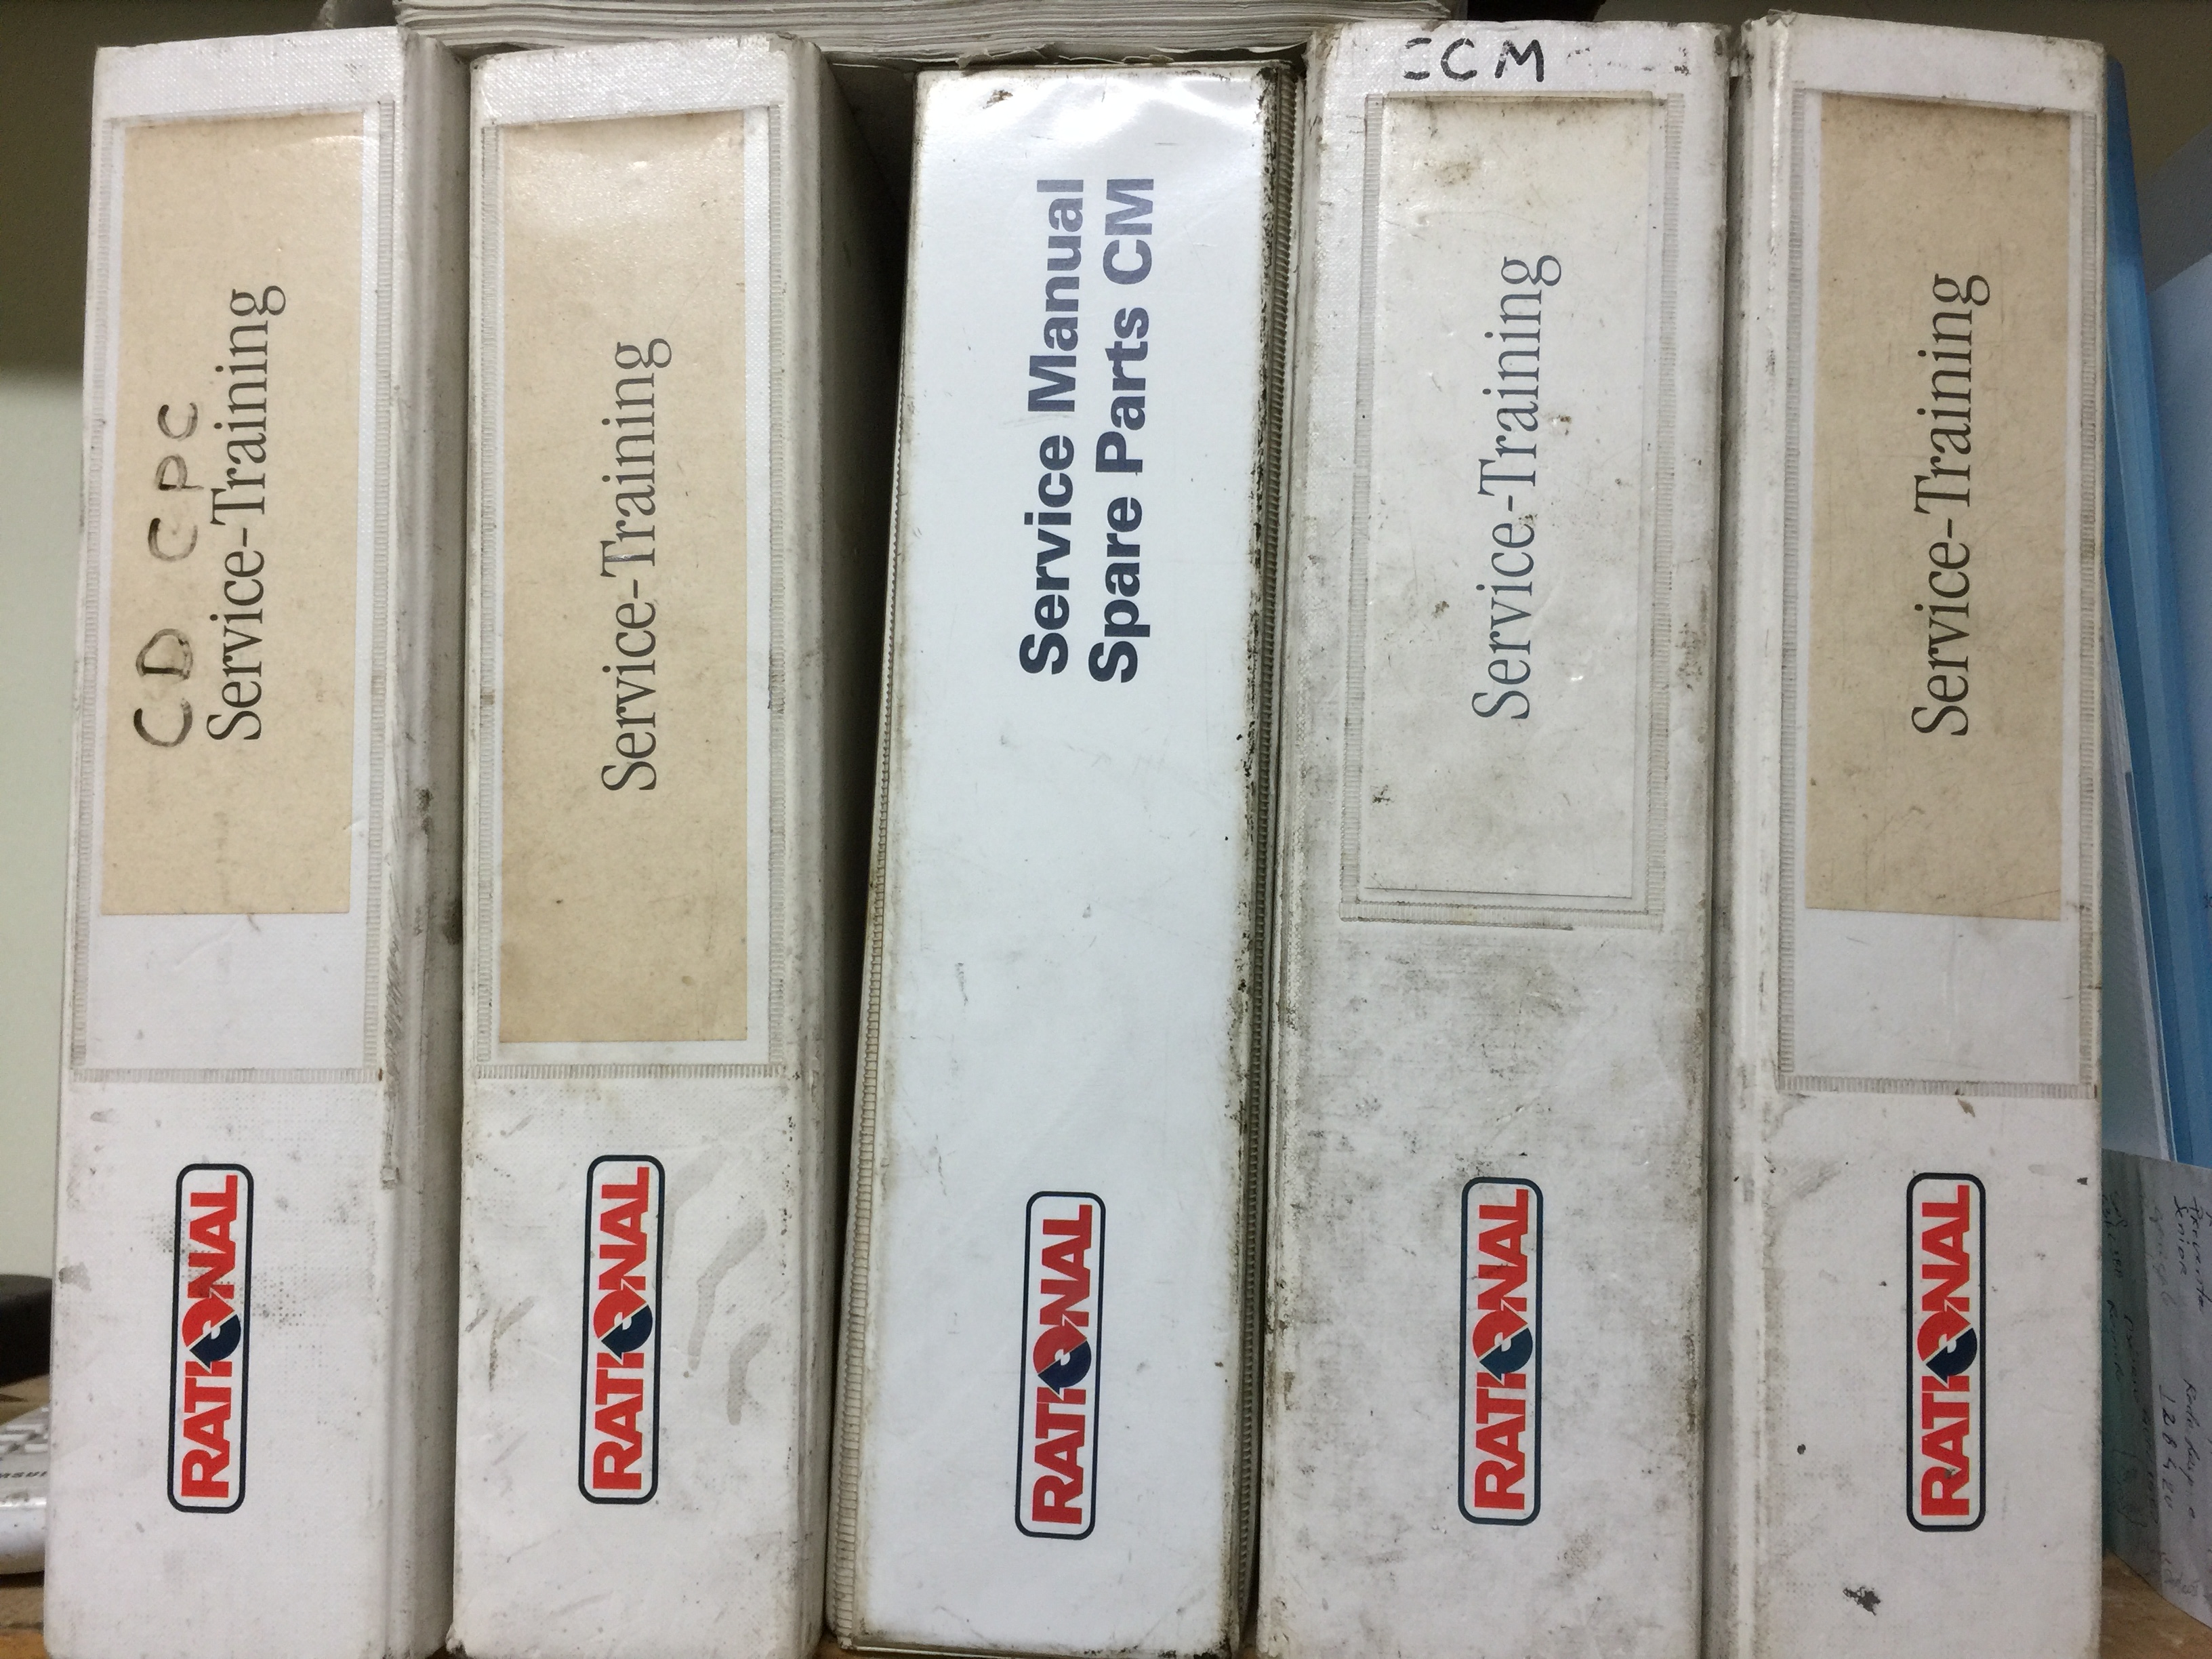 CD CPC
Service-Training
RATIONAL
Service-Training
RATIONAL
Service Manual
Spare Parts CM
RATIONAL
CM
Service-Training
RATIONAL
Service-Training
RATIONAL